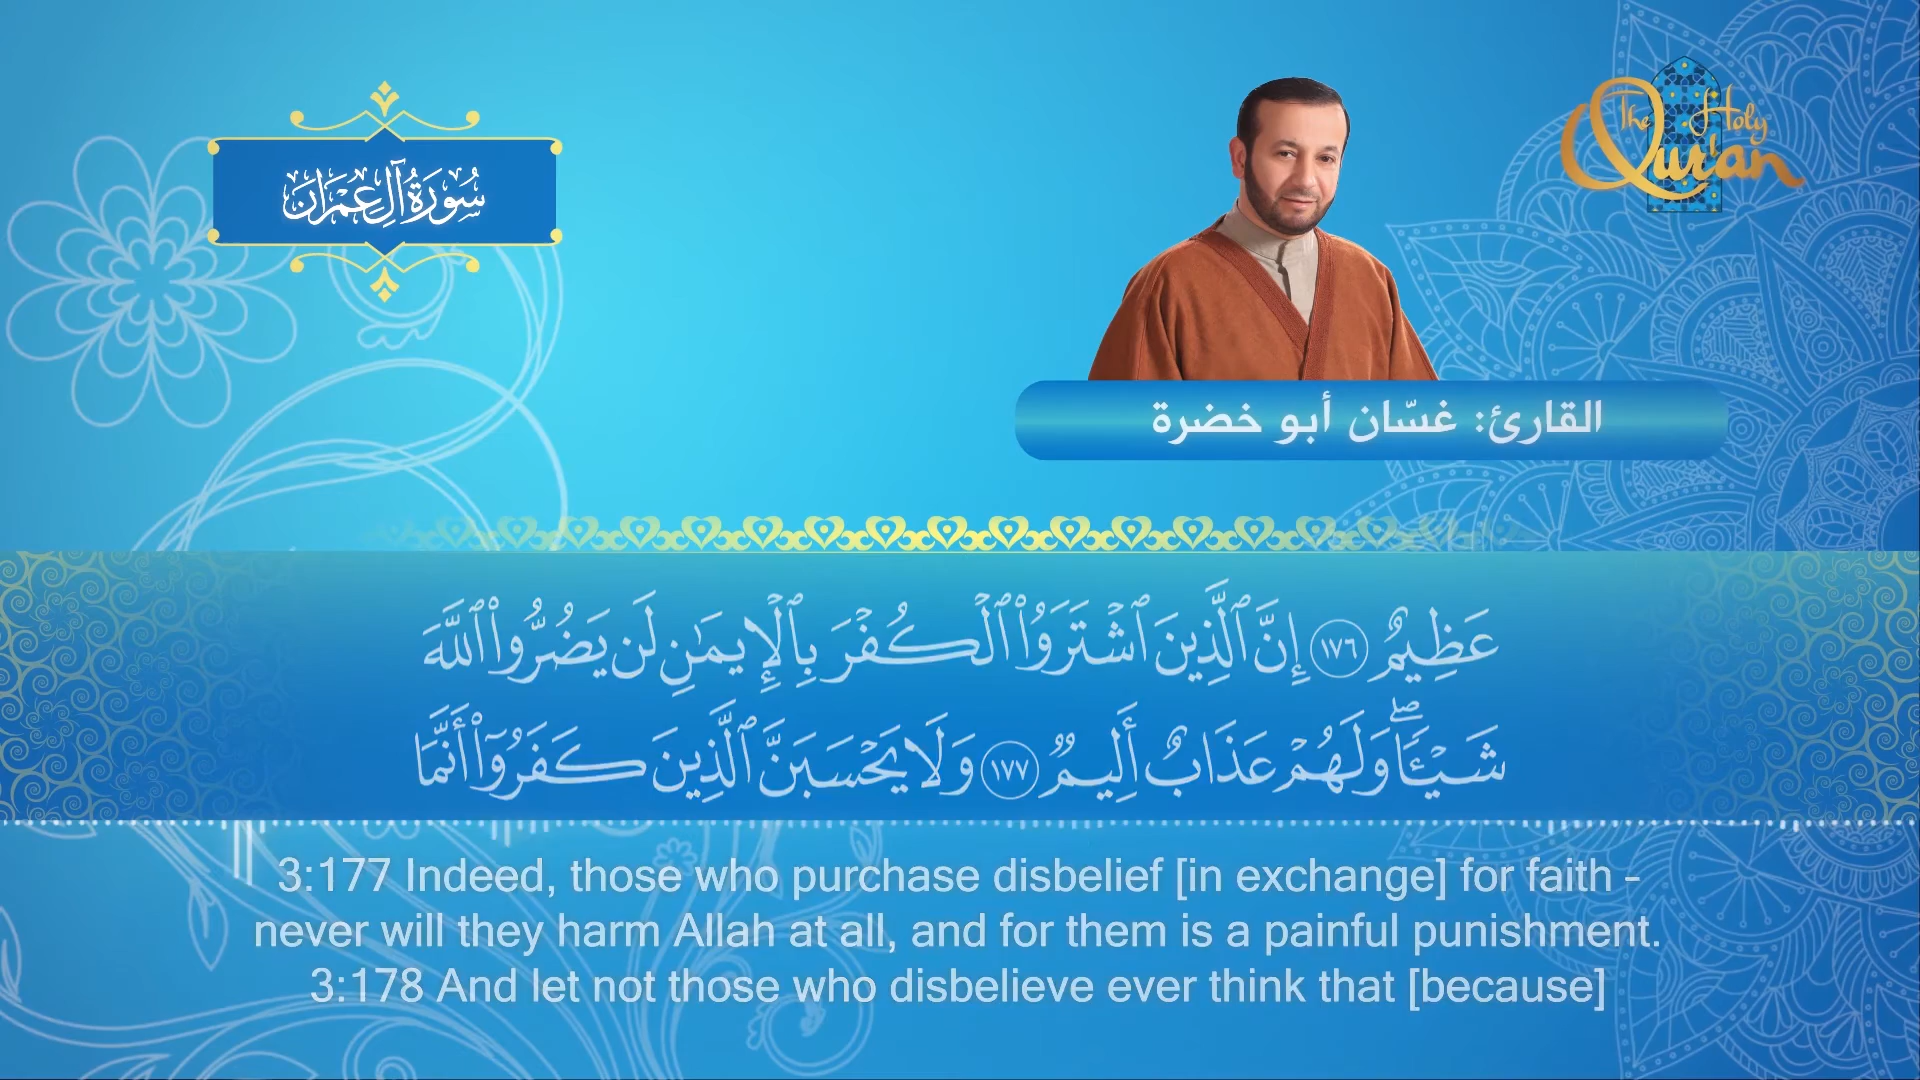 سُورَةُ آلِ عِمْرَان
The Holy
Qur'an
القارئ: غسّان أبو خضرة
عَظِيمٌ ١٧٦ إِنَّ ٱلَّذِينَ ٱشْتَرَوُا۟ ٱلْكُفْرَ بِٱلْإِيمَـٰنِ لَن يَضُرُّوا۟ ٱللَّهَ
شَيْـًٔا ۖ وَلَهُمْ عَذَابٌ أَلِيمٌ ١٧٧ وَلَا يَحْسَبَنَّ ٱلَّذِينَ كَفَرُوٓا۟ أَنَّمَا
3:177 Indeed, those who purchase disbelief [in exchange] for faith -
never will they harm Allah at all, and for them is a painful punishment.
3:178 And let not those who disbelieve ever think that [because]